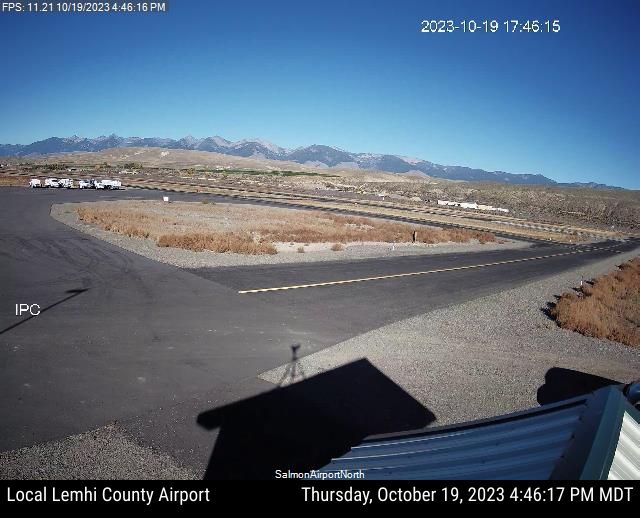 FPS: 11.21 10/19/2023 4:46:16 PM
2023-10-19 17:46:15
IPC
SalmonAirportNorth
Local Lemhi County Airport
Thursday, October 19, 2023 4:46:17 PM MDT